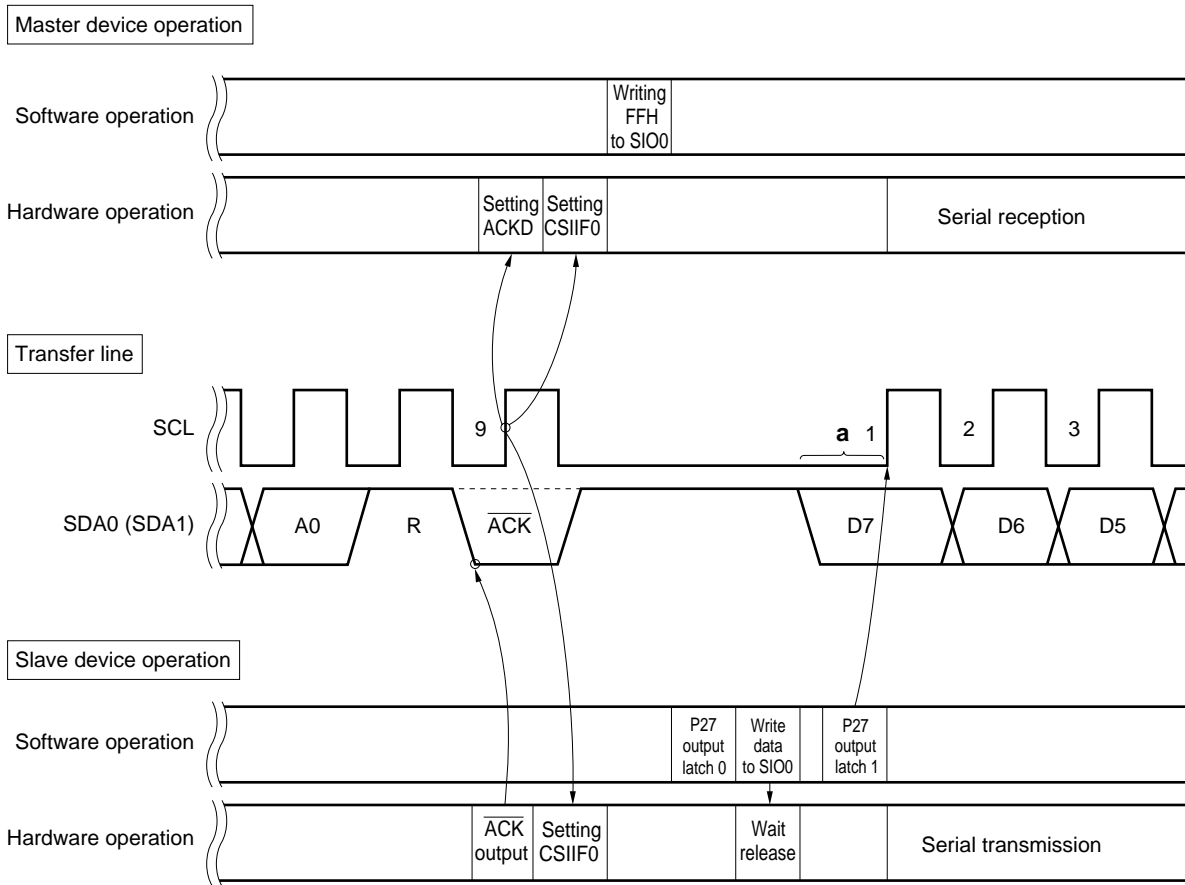 Master device operation
Software operation
Writing
FFH
to SIO0
Hardware operation
Setting
ACKD
Setting
CSIIF0
Serial reception
Transfer line
SCL
9
a 1
2
3
SDA0 (SDA1)
A0
R
ACK
D7
D6
D5
Slave device operation
Software operation
P27
output
latch 0
Write
data
to SIO0
P27
output
latch 1
Hardware operation
ACK
output
Setting
CSIIF0
Wait
release
Serial transmission